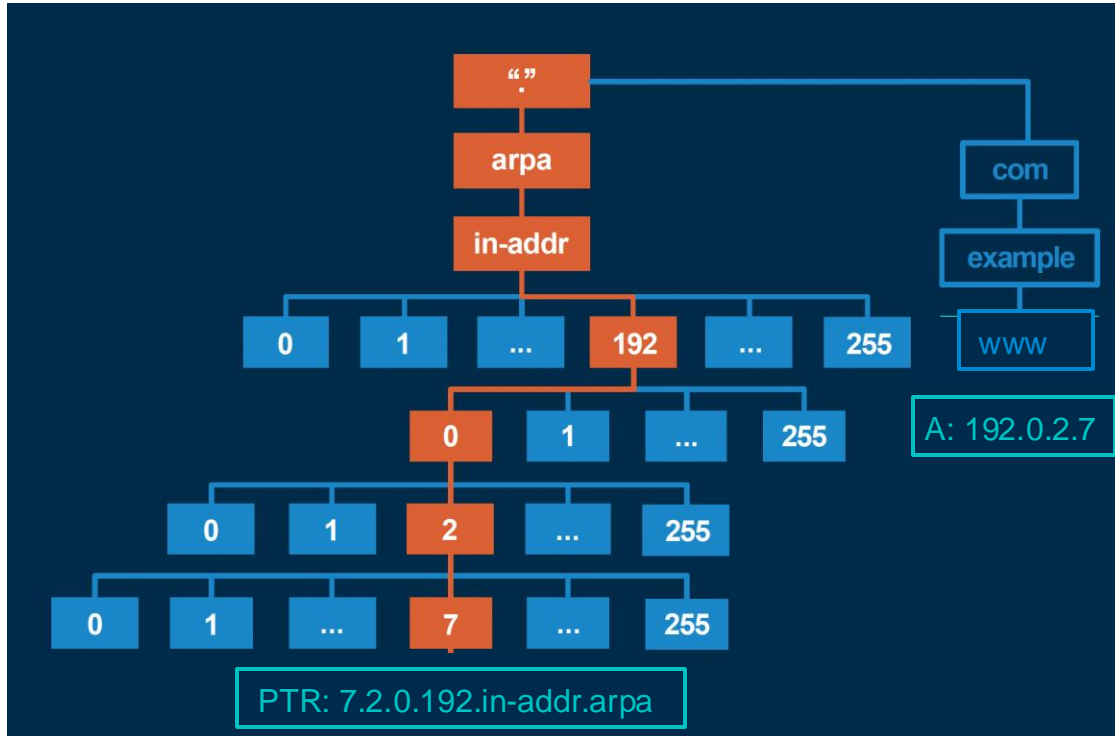 “.”
arpa
com
in-addr
example
0 1 ... 192 ... 255
www
0 1 ... 255
A: 192.0.2.7
0 1 2 ... 255
0 1 ... 7 ... 255
PTR: 7.2.0.192.in-addr.arpa